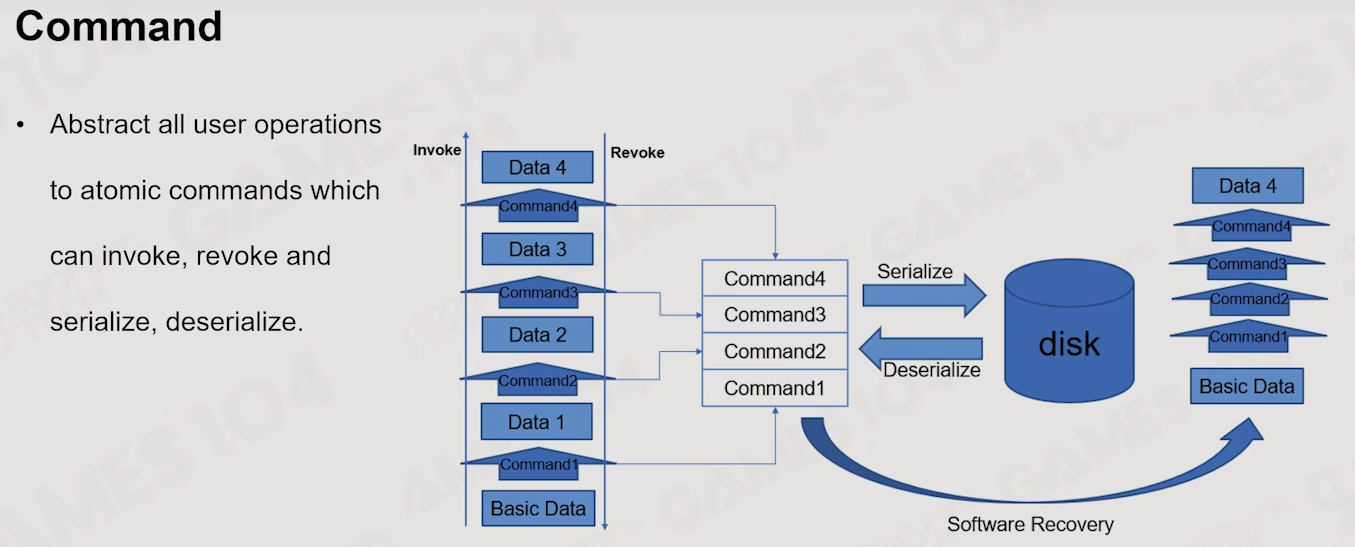 Command
• Abstract all user operations
to atomic commands which
can invoke, revoke and
serialize, deserialize.
Invoke
Revoke
Data 4
Command4
Data 3
Command3
Data 2
Command2
Data 1
Command1
Basic Data
Command4
Command3
Command2
Command1
Serialize
Deserialize
disk
Data 4
Command4
Command3
Command2
Command1
Basic Data
Software Recovery
GAMES104